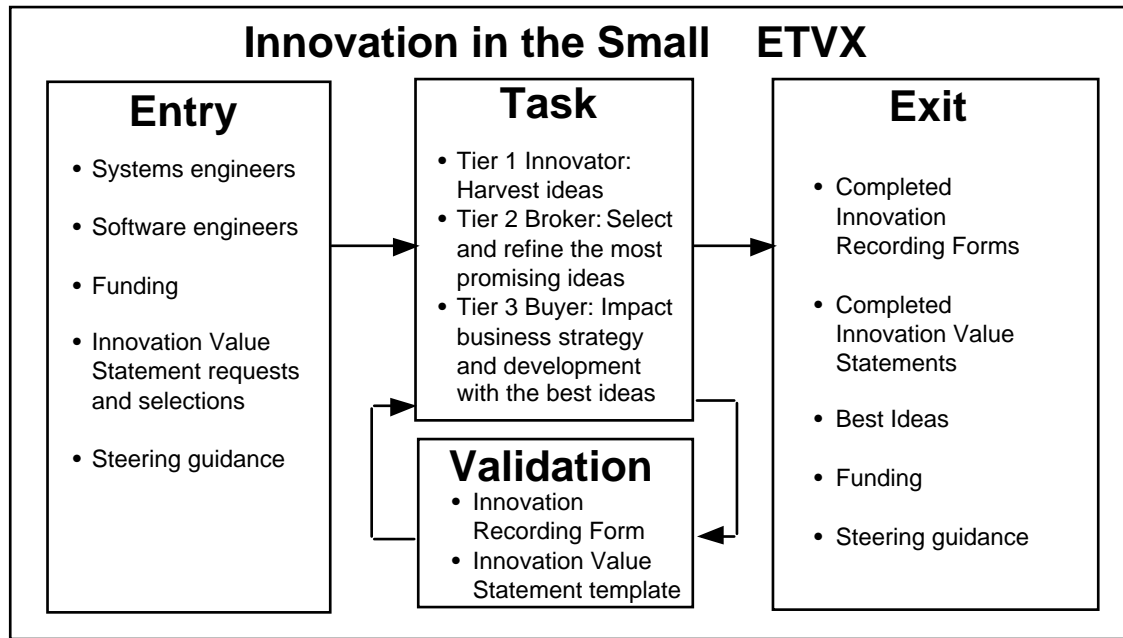 Innovation in the Small ETVX
Entry
• Systems engineers
• Software engineers
• Funding
• Innovation Value
Statement requests
and selections
• Steering guidance
Task
• Tier 1 Innovator:
Harvest ideas
• Tier 2 Broker: Select
and refine the most
promising ideas
• Tier 3 Buyer: Impact
business strategy
and development
with the best ideas
Validation
• Innovation
Recording Form
• Innovation Value
Statement template
Exit
• Completed
Innovation
Recording Forms
• Completed
Innovation Value
Statements
• Best Ideas
• Funding
• Steering guidance